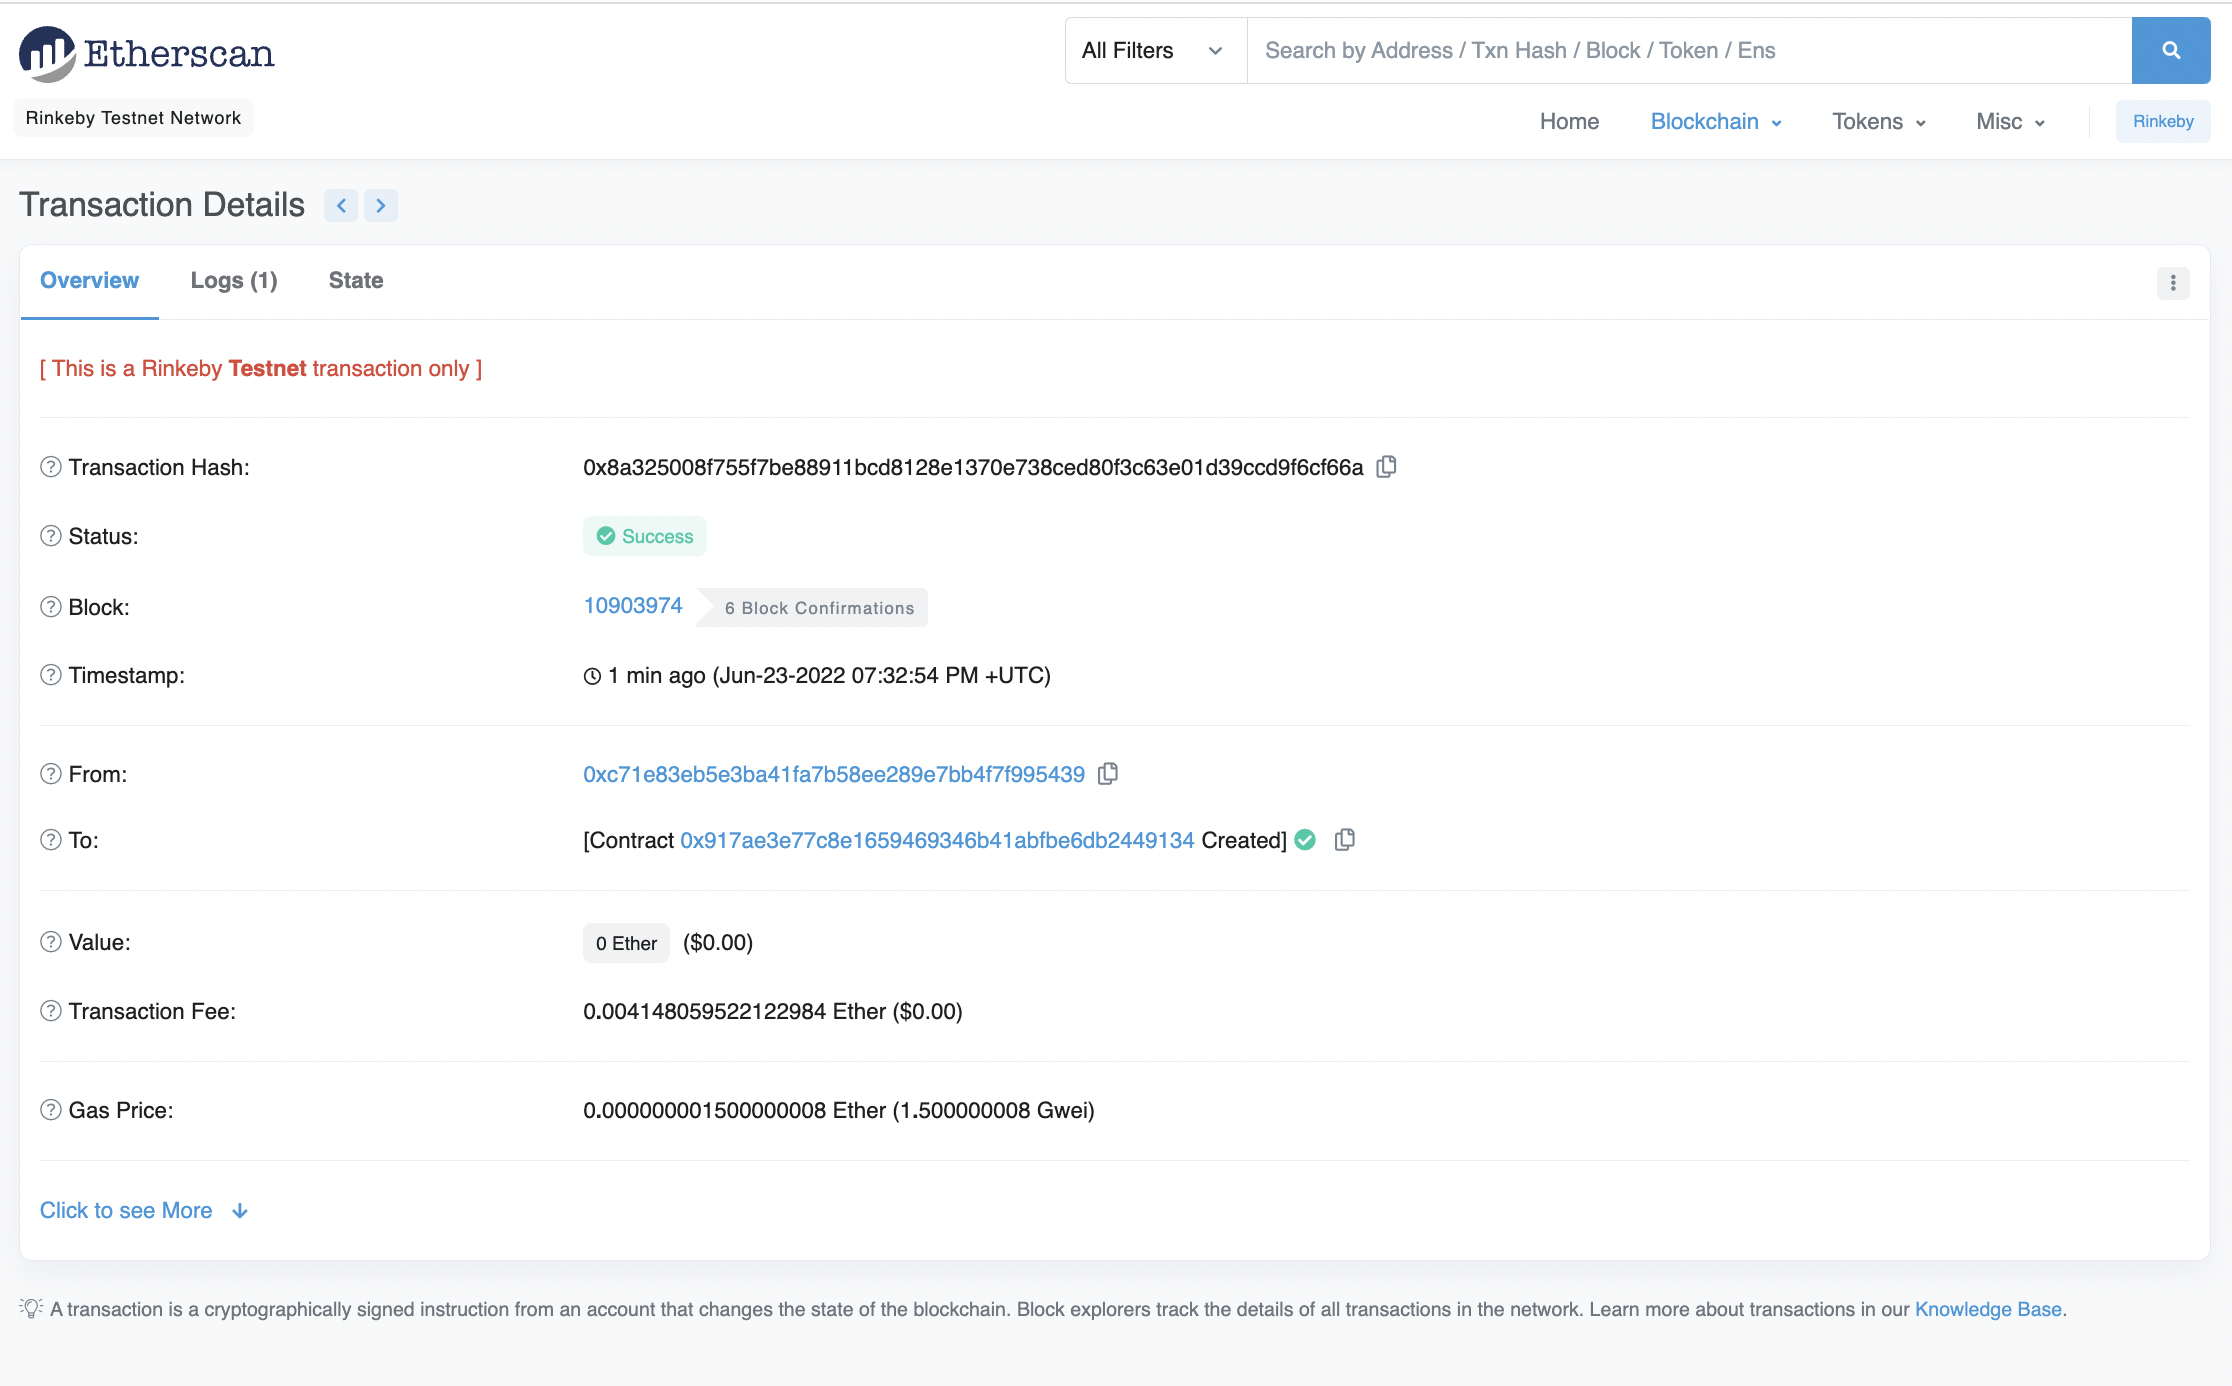 Etherscan
All Filters
Search by Address / Txn Hash / Block / Token / Ens
Rinkeby Testnet Network
Home Blockchain Tokens Misc Rinkeby
Transaction Details
Overview Logs (1) State
[ This is a Rinkeby Testnet transaction only ]
Transaction Hash: 0x8a325008f755f7be88911bcd8128e1370e738ced80f3c63e01d39ccd9f6cf66a
Status: Success
Block: 10903974 6 Block Confirmations
Timestamp: 1 min ago (Jun-23-2022 07:32:54 PM +UTC)
From: 0xc71e83eb5e3ba41fa7b58ee289e7bb4f7f995439
To: [Contract 0x917ae3e77c8e1659469346b41abfbe6db2449134 Created]
Value: 0 Ether ($0.00)
Transaction Fee: 0.004148059522122984 Ether ($0.00)
Gas Price: 0.000000001500000008 Ether (1.500000008 Gwei)
Click to see More
A transaction is a cryptographically signed instruction from an account that changes the state of the blockchain. Block explorers track the details of all transactions in the network. Learn more about transactions in our Knowledge Base.